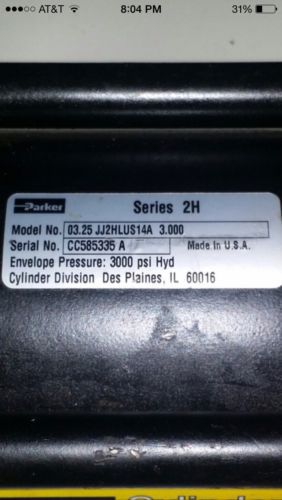 AT&T 8:04 PM 31%
Parker Series 2H
Model No. 03.25 JJ2HLUS14A 3.000
Serial No. CC585335 A Made in U.S.A.
Envelope Pressure: 3000 psi Hyd
Cylinder Division Des Plaines, IL 60016